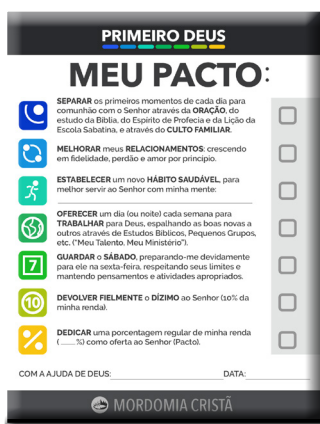 PRIMEIRO DEUS
MEU PACTO:
SEPARAR os primeiros momentos de cada dia para
comunhão com o Senhor através da ORAÇÃO, do
estudo da Bíblia, do Espírito de Profecia e da Lição da
Escola Sabatina, e através do CULTO FAMILIAR.
MELHORAR meus RELACIONAMENTOS: crescendo
em fidelidade, perdão e amor por princípio.
ESTABELECER um novo HÁBITO SAUDÁVEL, para
melhor servir ao Senhor com minha mente:
OFERECER um dia (ou noite) cada semana para
TRABALHAR para Deus, espalhando as boas novas a
outros através de Estudos Bíblicos, Pequenos Grupos,
etc. ("Meu Talento, Meu Ministério").
7
GUARDAR o SÁBADO, preparando-me devidamente
para ele na sexta-feira, respeitando seus limites e
mantendo pensamentos e atividades apropriados.
10
DEVOLVER FIELMENTE o DÍZIMO ao Senhor (10% da
minha renda).
%
DEDICAR uma porcentagem regular de minha renda
(____%) como oferta ao Senhor (Pacto).
COM A AJUDA DE DEUS:____________ DATA:____________
MORDOMIA CRISTÃ